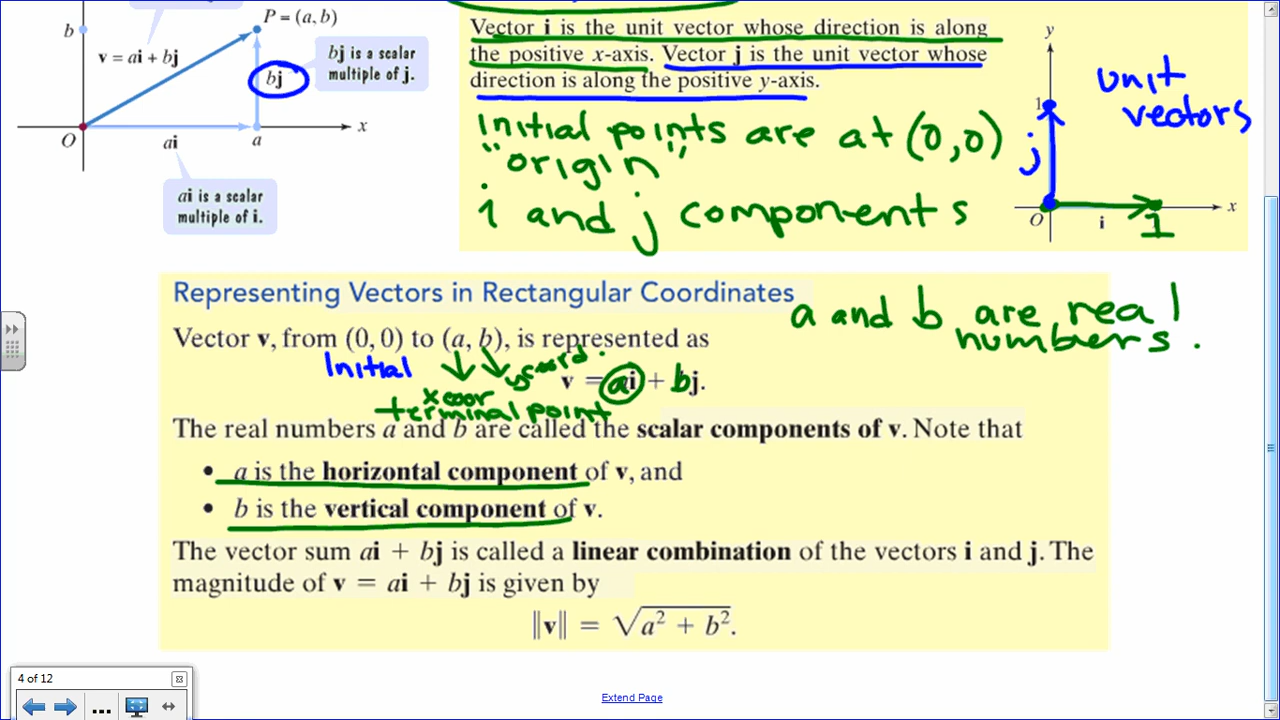 b
P = (a, b)
v = ai + bj
bj is a scalar
multiple of j.
bj
O
ai
a
x
ai is a scalar
multiple of i.
Vector i is the unit vector whose direction is along
the positive x-axis. Vector j is the unit vector whose
direction is along the positive y-axis.
Initial points are at (0,0)
"origin"
i and j components
y
unit
vectors
1
j
O
i
1
x
Representing Vectors in Rectangular Coordinates
a and b are real
numbers.
Vector v, from (0, 0) to (a, b), is represented as
Initial
x coor
y coord.
terminal point
v = ai + bj.
The real numbers a and b are called the scalar components of v. Note that
• a is the horizontal component of v, and
• b is the vertical component of v.
The vector sum ai + bj is called a linear combination of the vectors i and j. The
magnitude of v = ai + bj is given by
‖v‖ = √a² + b².
4 of 12
...
Extend Page